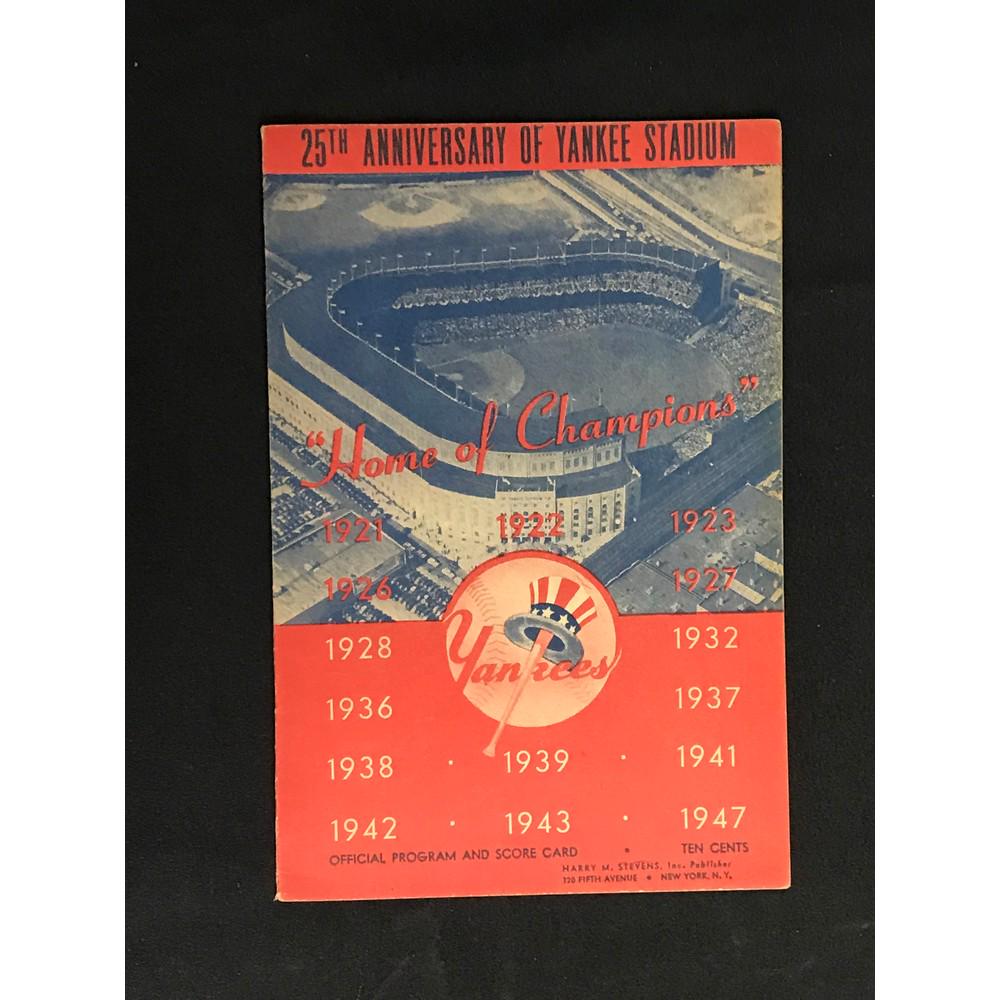 25TH ANNIVERSARY OF YANKEE STADIUM
"Home of Champions"
1921 1922 1923
1926 1927
Yankees
1928 1932
1936 1937
1938 · 1939 · 1941
1942 · 1943 · 1947
OFFICIAL PROGRAM AND SCORE CARD • TEN CENTS
HARRY M. STEVENS, Inc. Publisher
320 FIFTH AVENUE • NEW YORK, N. Y.